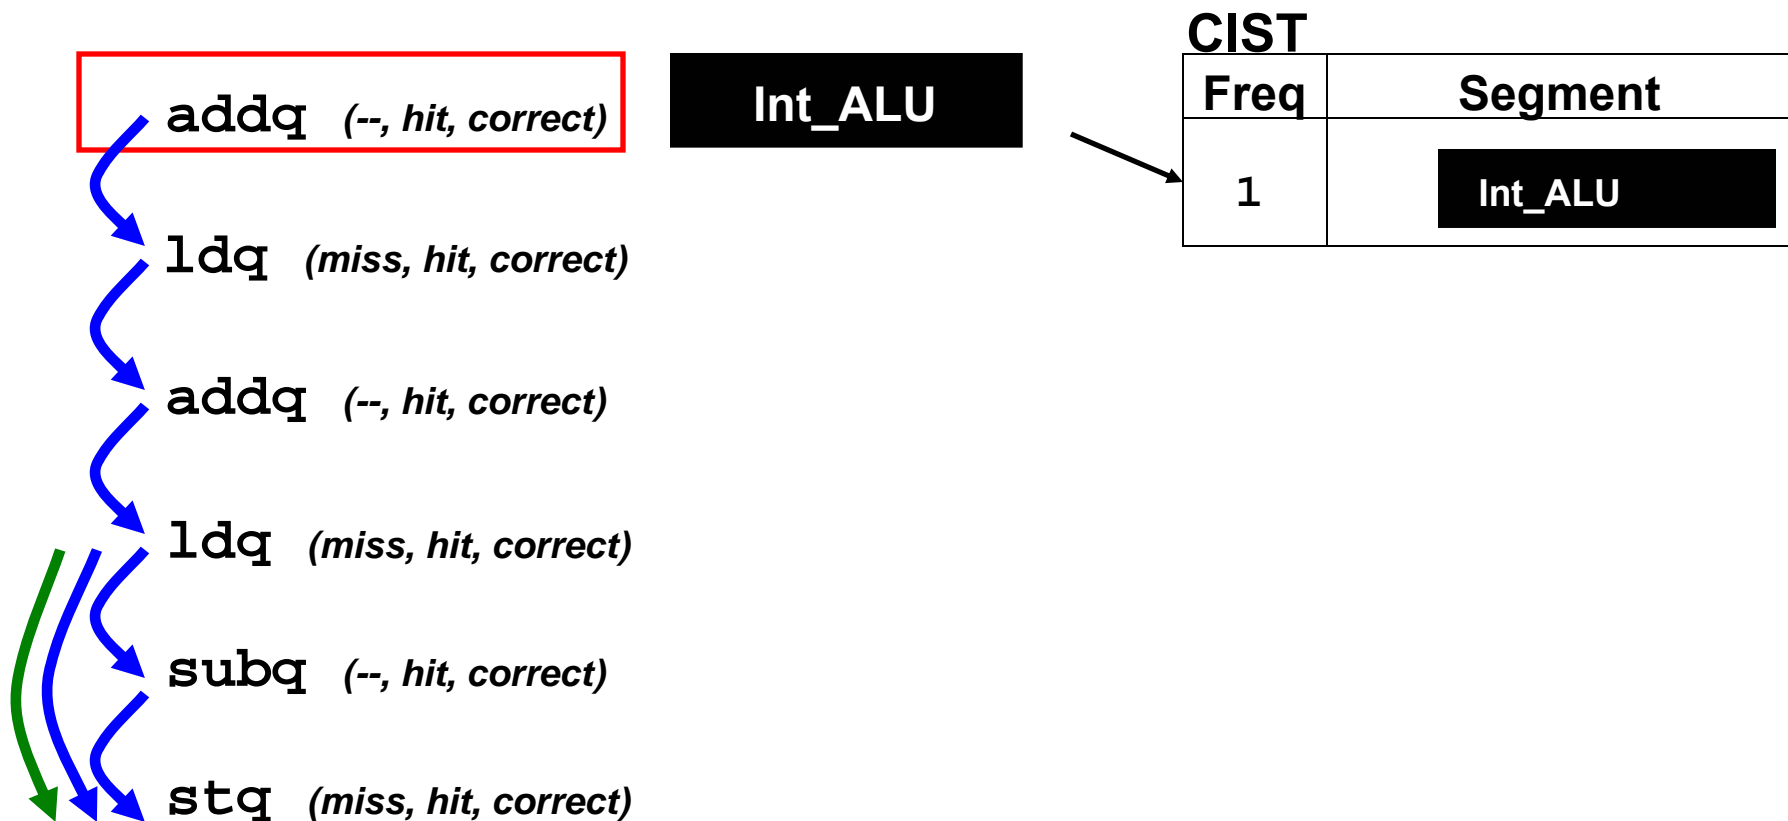 CIST
Freq Segment
addq (--, hit, correct) Int_ALU
1 Int_ALU
ldq (miss, hit, correct)
addq (--, hit, correct)
ldq (miss, hit, correct)
subq (--, hit, correct)
stq (miss, hit, correct)